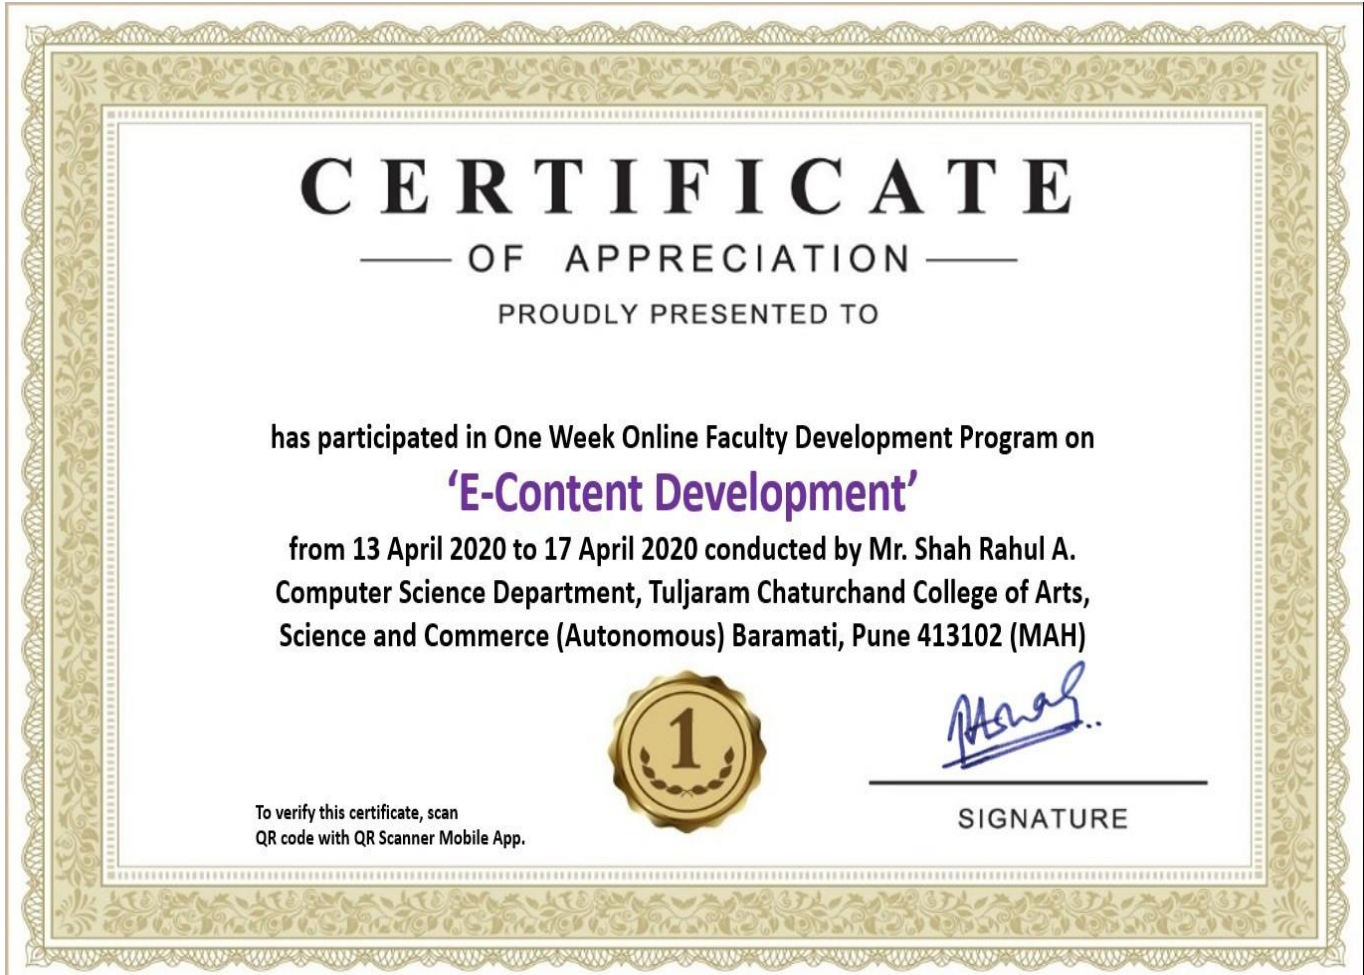 CERTIFICATE
OF APPRECIATION
PROUDLY PRESENTED TO
has participated in One Week Online Faculty Development Program on
‘E-Content Development’
from 13 April 2020 to 17 April 2020 conducted by Mr. Shah Rahul A.
Computer Science Department, Tuljaram Chaturchand College of Arts,
Science and Commerce (Autonomous) Baramati, Pune 413102 (MAH)
1
To verify this certificate, scan
QR code with QR Scanner Mobile App.
SIGNATURE